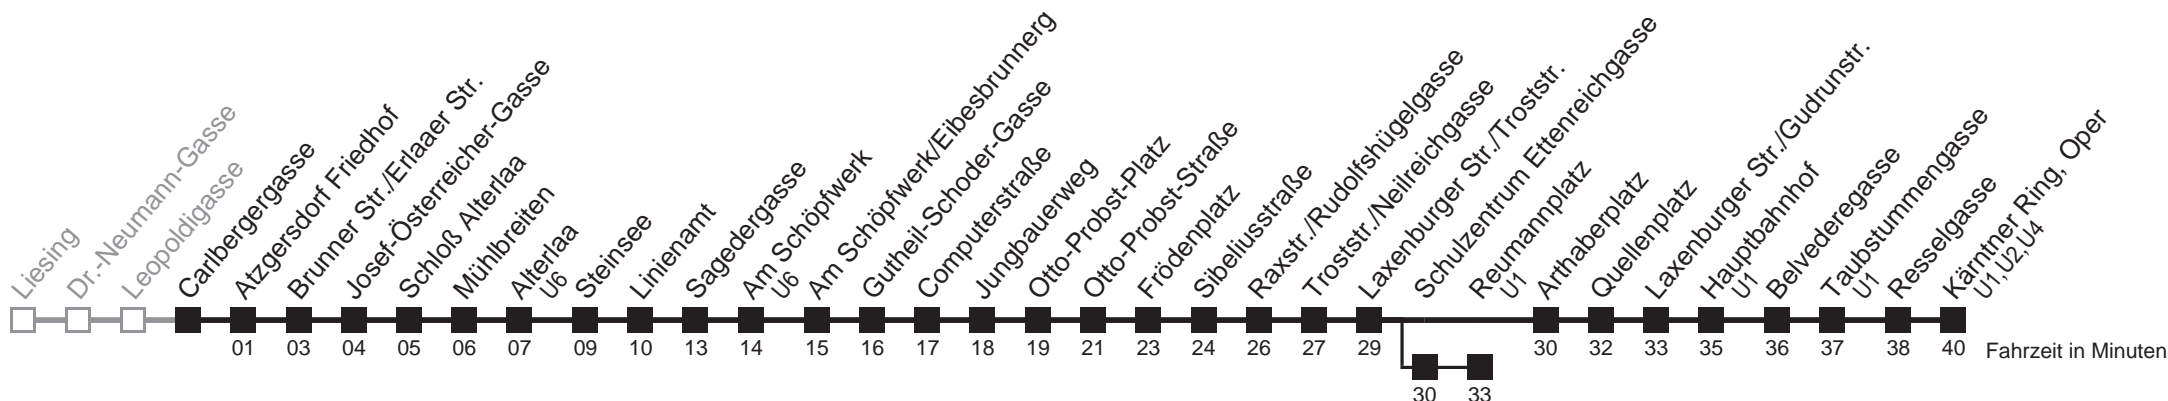 Liesing
Dr.-Neumann-Gasse
Leopoldigasse
Carlbergergasse
Atzgersdorf Friedhof
Brunner Str./Erlaaer Str.
Josef-Österreicher-Gasse
Schloß Alterlaa
Mühlbreiten
Alterlaa
U6
Steinsee
Linienamt
Sagedergasse
Am Schöpfwerk
U6
Am Schöpfwerk/Eibesbrunnerg
Gutheil-Schoder-Gasse
Computerstraße
Jungbauerweg
Otto-Probst-Platz
Otto-Probst-Straße
Frödenplatz
Sibeliusstraße
Raxstr./Rudolfshügelgasse
Troststr./Neilreichgasse
Laxenburger Str./Troststr.
Schulzentrum Ettenreichgasse
Reumannplatz
U1
Arthaberplatz
Quellenplatz
Laxenburger Str./Gudrunstr.
Hauptbahnhof
U1
Belvederegasse
Taubstummengasse
U1
Resselgasse
Kärntner Ring, Oper
U1,U2,U4
01 03 04 05 06 07 09 10 13 14 15 16 17 18 19 21 23 24 26 27 29 30 32 33 35 36 37 38 40 Fahrzeit in Minuten
30 33